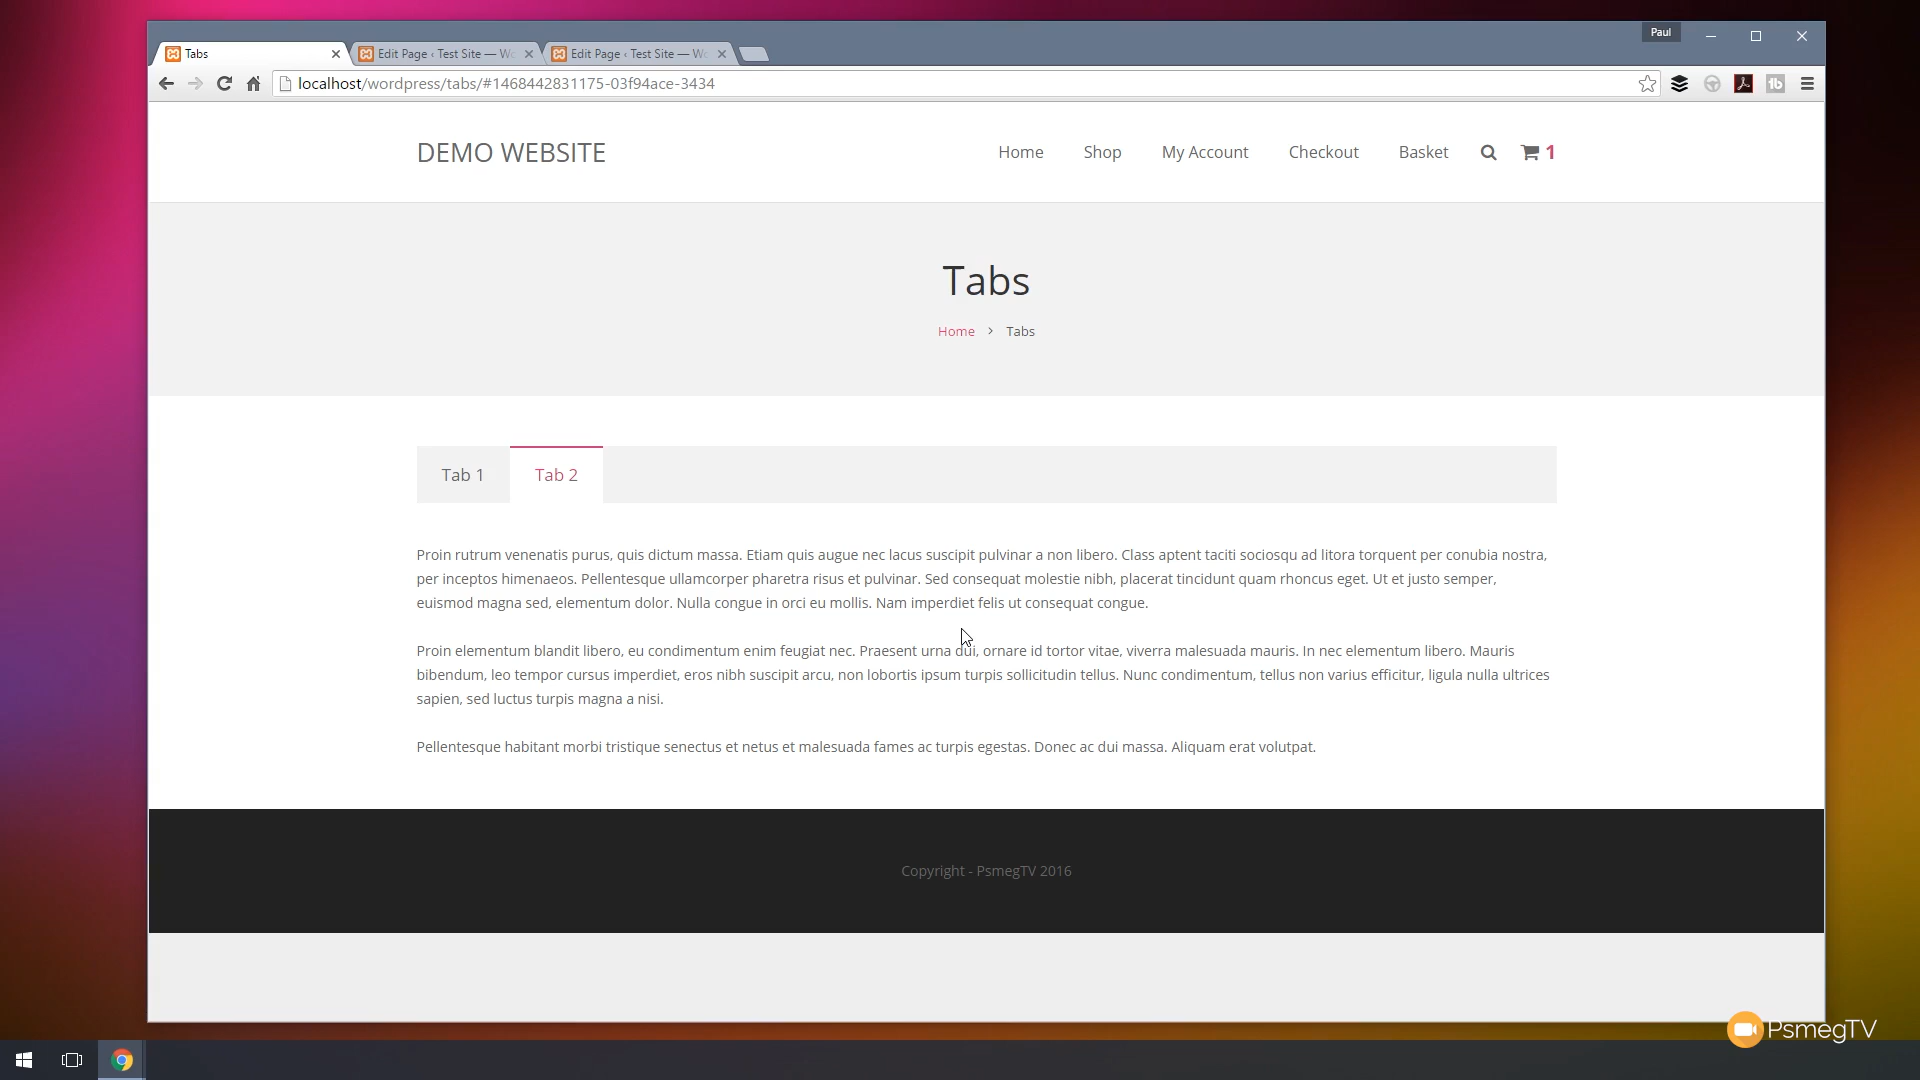 Paul
Tabs
Edit Page ‹ Test Site — Wo
Edit Page ‹ Test Site — Wo
localhost/wordpress/tabs/#1468442831175-03f94ace-3434
DEMO WEBSITE
Home Shop My Account Checkout Basket 1
Tabs
Home › Tabs
Tab 1 Tab 2
Proin rutrum venenatis purus, quis dictum massa. Etiam quis augue nec lacus suscipit pulvinar a non libero. Class aptent taciti sociosqu ad litora torquent per conubia nostra,
per inceptos himenaeos. Pellentesque ullamcorper pharetra risus et pulvinar. Sed consequat molestie nibh, placerat tincidunt quam rhoncus eget. Ut et justo semper,
euismod magna sed, elementum dolor. Nulla congue in orci eu mollis. Nam imperdiet felis ut consequat congue.
Proin elementum blandit libero, eu condimentum enim feugiat nec. Praesent urna dui, ornare id tortor vitae, viverra malesuada mauris. In nec elementum libero. Mauris
bibendum, leo tempor cursus imperdiet, eros nibh suscipit arcu, non lobortis ipsum turpis sollicitudin tellus. Nunc condimentum, tellus non varius efficitur, ligula nulla ultrices
sapien, sed luctus turpis magna a nisi.
Pellentesque habitant morbi tristique senectus et netus et malesuada fames ac turpis egestas. Donec ac dui massa. Aliquam erat volutpat.
Copyright - PsmegTV 2016
PsmegTV